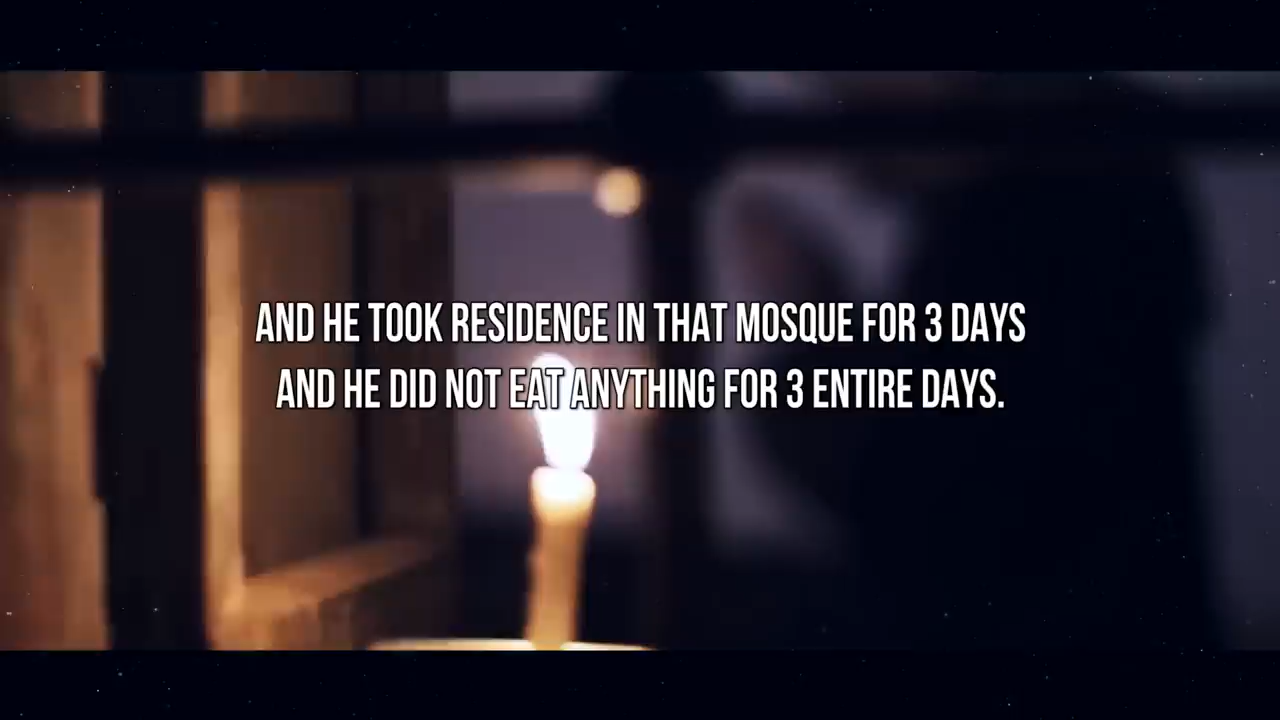 AND HE TOOK RESIDENCE IN THAT MOSQUE FOR 3 DAYS
AND HE DID NOT EAT ANYTHING FOR 3 ENTIRE DAYS.